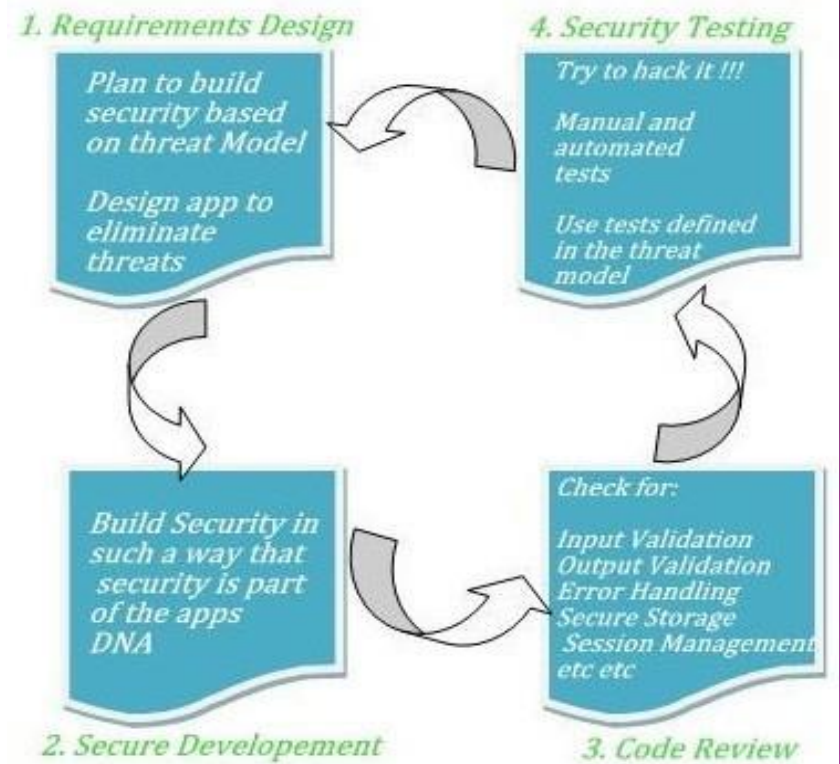 1. Requirements Design
Plan to build
security based
on threat Model
Design app to
eliminate
threats
4. Security Testing
Try to hack it !!!
Manual and
automated
tests
Use tests defined
in the threat
model
Build Security in
such a way that
security is part
of the apps
DNA
2. Secure Developement
Check for:
Input Validation
Output Validation
Error Handling
Secure Storage
Session Management
etc etc
3. Code Review